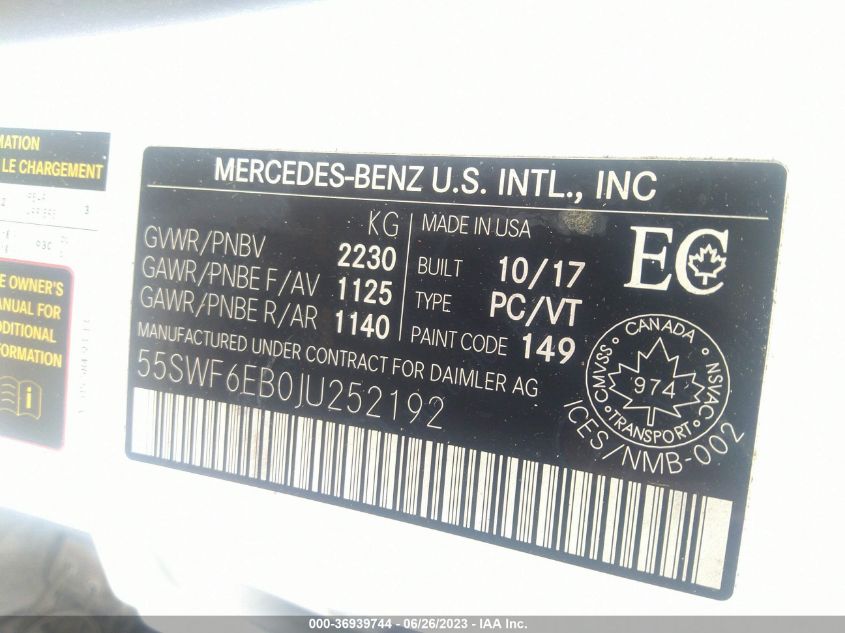 MATION
LE CHARGEMENT
3
E OWNER'S
ANUAL FOR
DDITIONAL
FORMATION
MERCEDES-BENZ U.S. INTL., INC
KG
GVWR/PNBV 2230
GAWR/PNBE F/AV 1125
GAWR/PNBE R/AR 1140
MADE IN USA
BUILT 10/17
TYPE PC/VT
PAINT CODE 149
EC
MANUFACTURED UNDER CONTRACT FOR DAIMLER AG
55SWF6EB0JU252192
CANADA
CMVSS 974 NSVAC
TRANSPORT
ICES/NMB-002
000-36939744 / 06/26/2023 - IAA Inc.